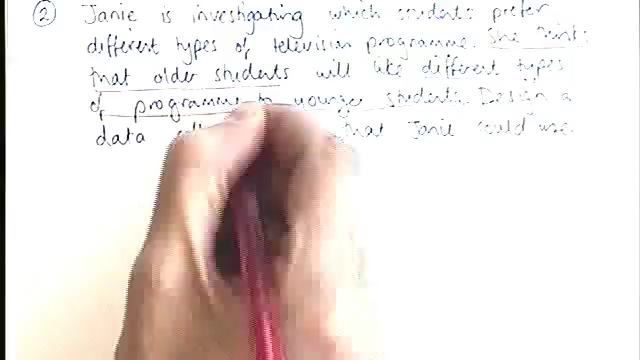 ② Janie is investigating which students prefer
different types of television programme. She
that older students will like different types
of programme to younger students. Design a
data that Janie could use.